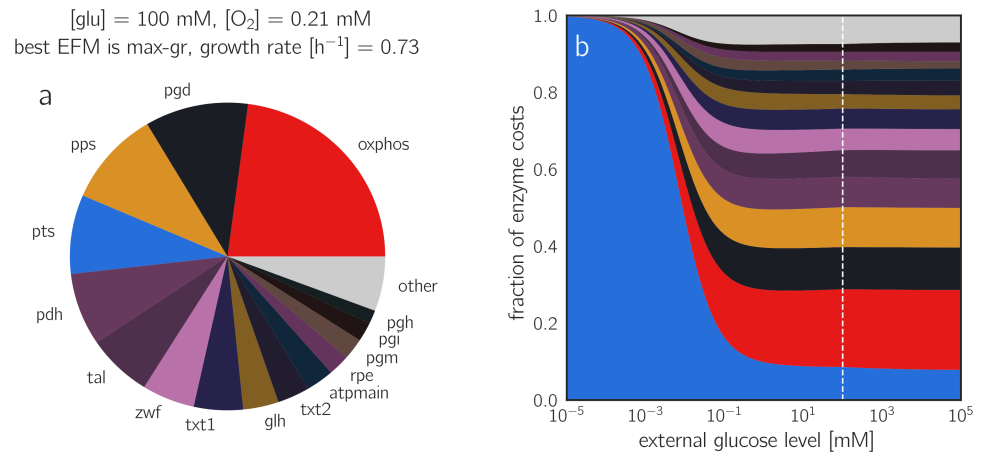 [glu] = 100 mM, [O₂] = 0.21 mM
best EFM is max-gr, growth rate [h⁻¹] = 0.73
a
pgd
oxphos
pps
pts
pdh
tal
zwf
txt1
glh
txt2
atpmain
rpe
pgm
pgi
pgh
other
b
fraction of enzyme costs
1.0
0.8
0.6
0.4
0.2
0.0
10⁻⁵
10⁻³
10⁻¹
10¹
10³
10⁵
external glucose level [mM]